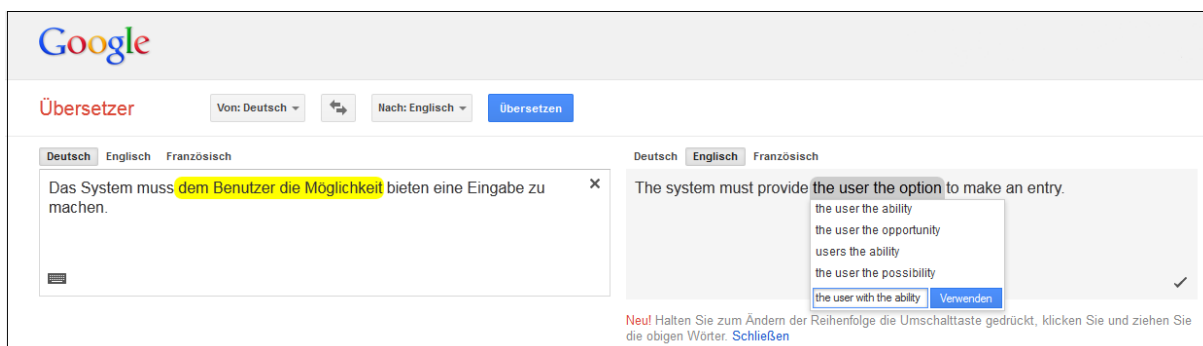 Google
Übersetzer
Von: Deutsch
Nach: Englisch
Übersetzen
Deutsch Englisch Französisch
Das System muss dem Benutzer die Möglichkeit bieten eine Eingabe zu
machen.
Deutsch Englisch Französisch
The system must provide the user the option to make an entry.
the user the ability
the user the opportunity
users the ability
the user the possibility
the user with the ability Verwenden
Neu! Halten Sie zum Ändern der Reihenfolge die Umschalttaste gedrückt, klicken Sie und ziehen Sie
die obigen Wörter. Schließen